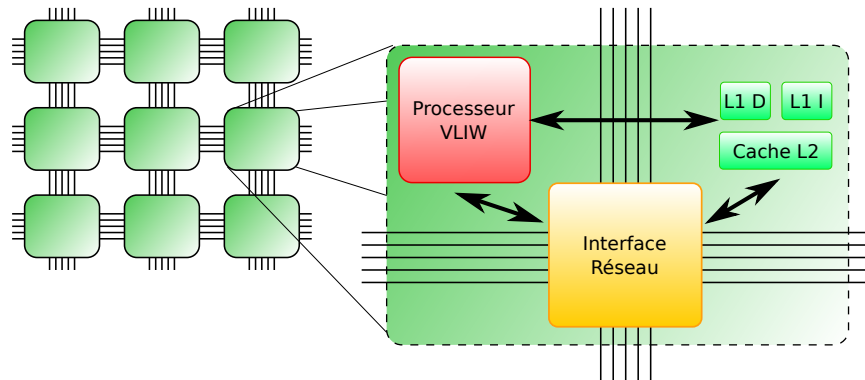 Processeur
VLIW
L1 D
L1 I
Cache L2
Interface
Réseau